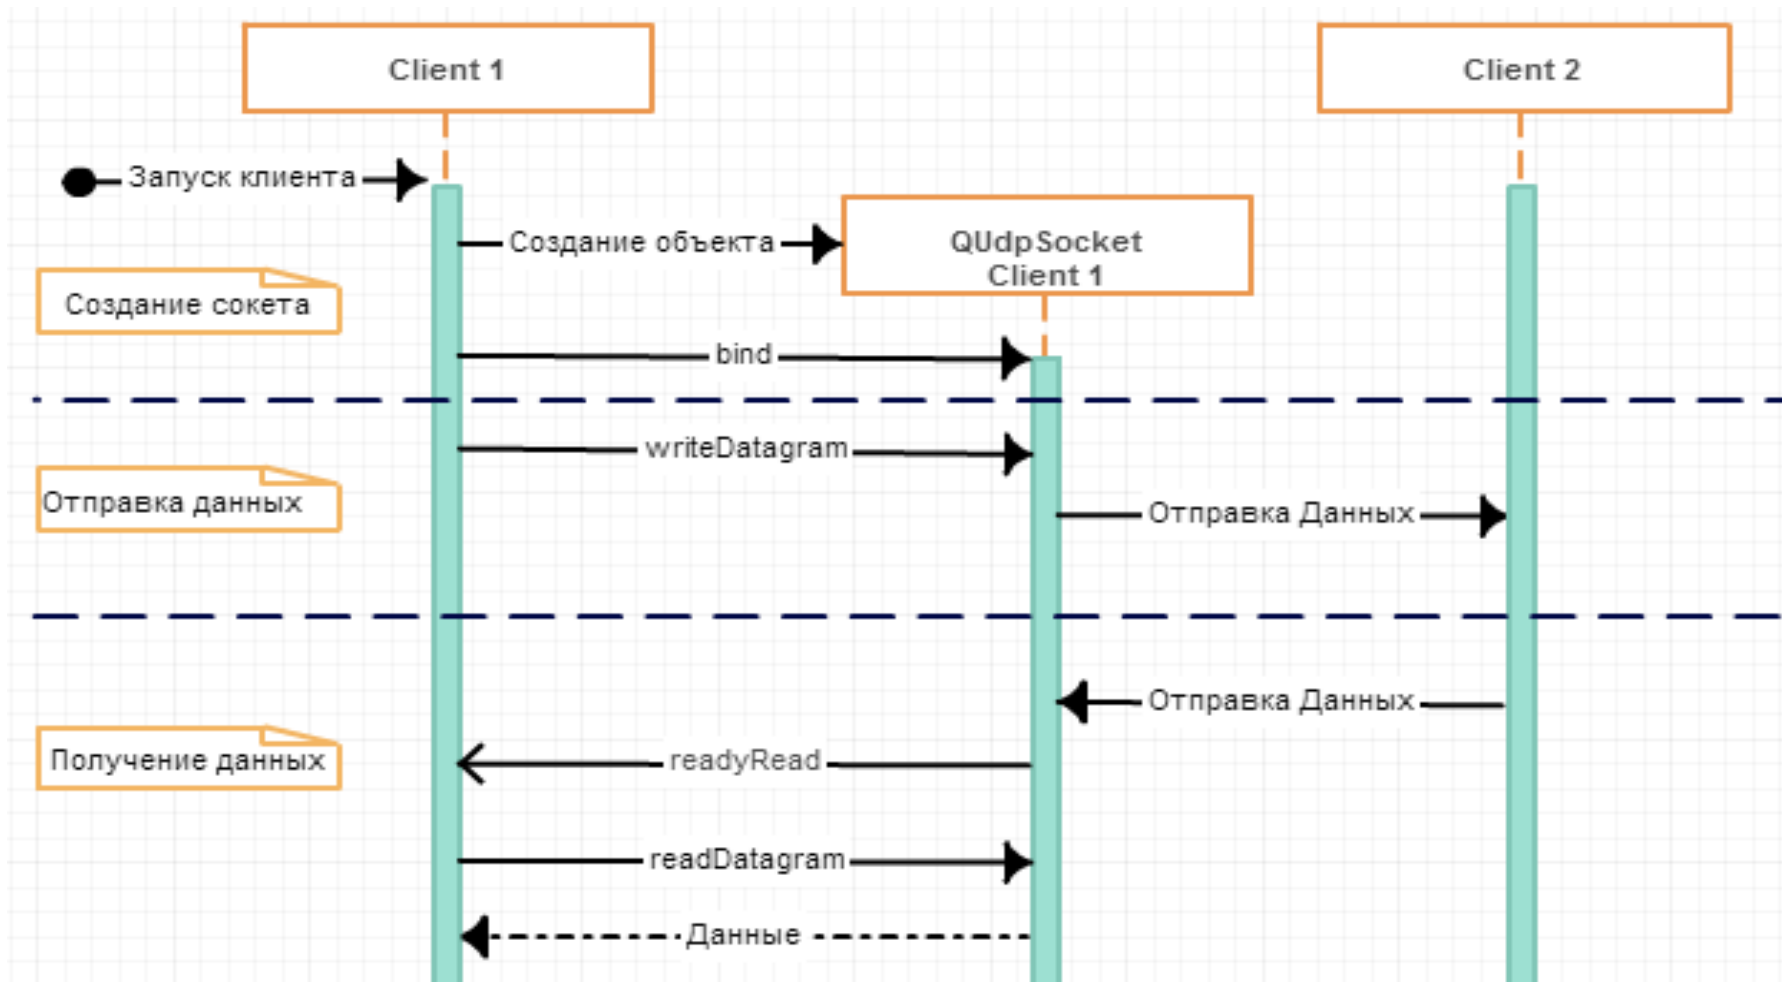 Client 1
Client 2
Запуск клиента
Создание объекта
QUdpSocket
Client 1
Создание сокета
bind
writeDatagram
Отправка данных
Отправка Данных
Отправка Данных
Получение данных
readyRead
readDatagram
Данные